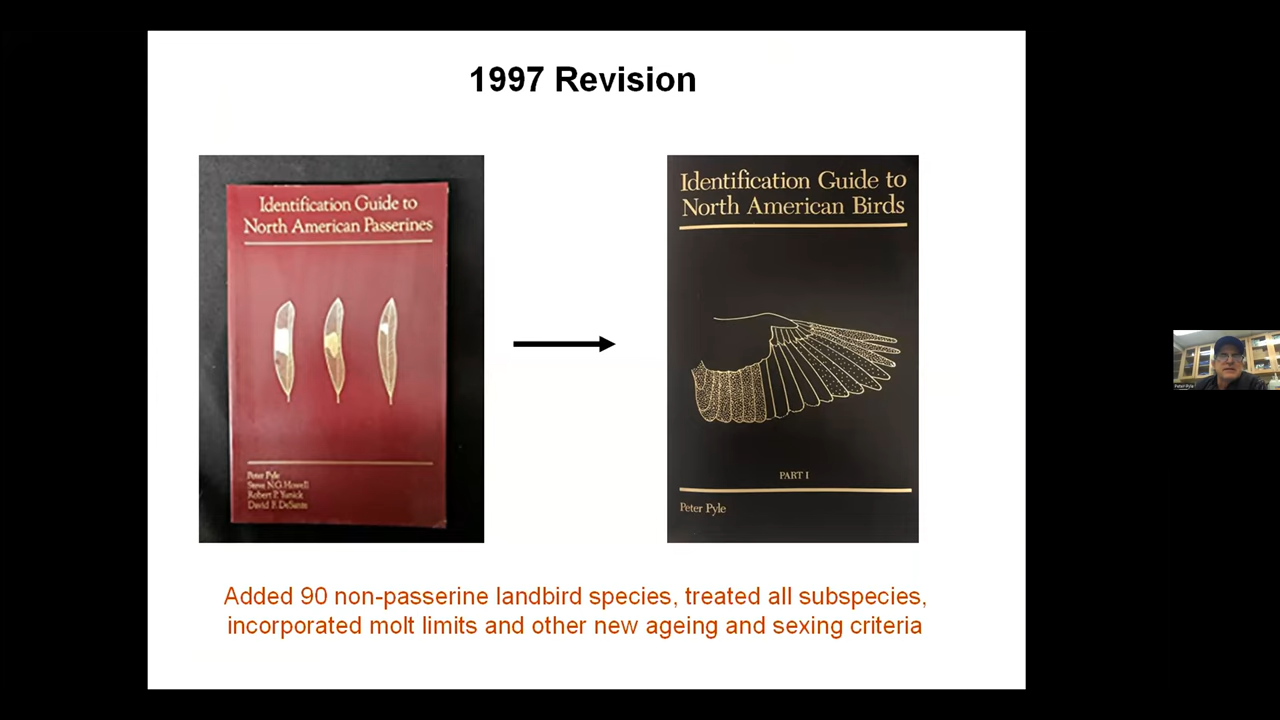 1997 Revision
Identification Guide to
North American Passerines
Peter Pyle
Steve N.G. Howell
Robert P. Yunick
David F. DeSante
Identification Guide to
North American Birds
PART I
Peter Pyle
Added 90 non-passerine landbird species, treated all subspecies,
incorporated molt limits and other new ageing and sexing criteria
Peter Pyle